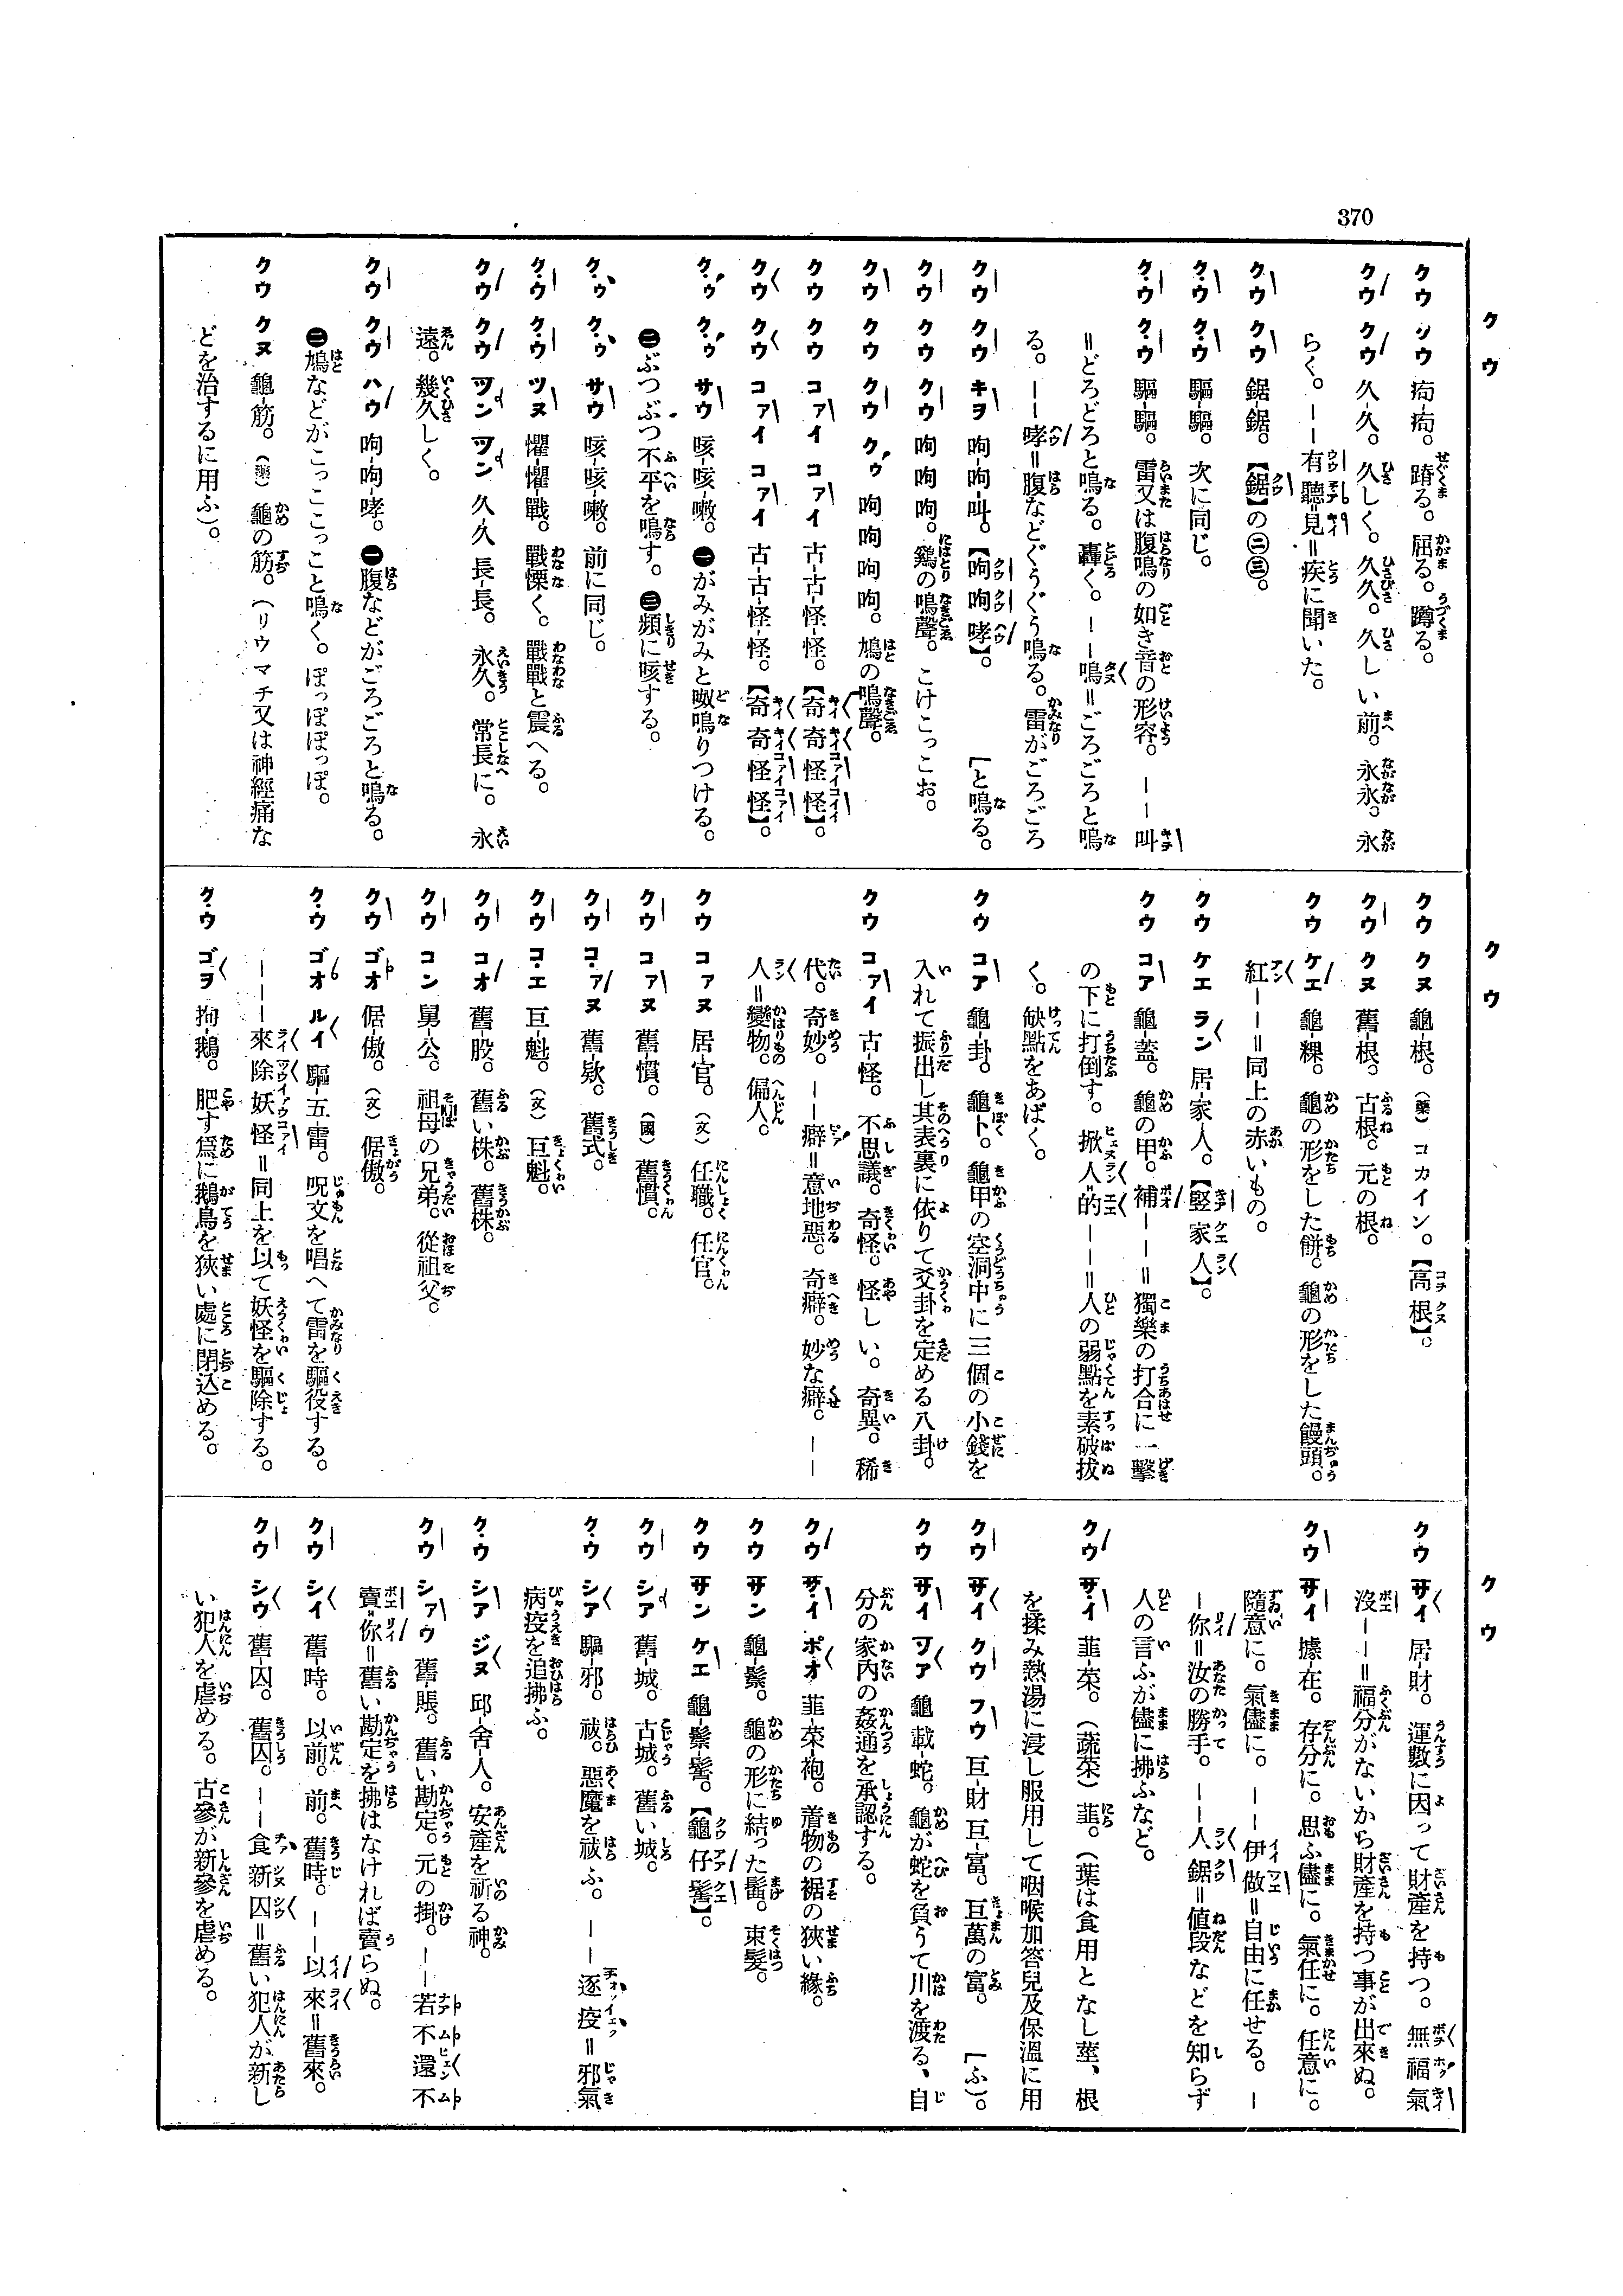 370
ク ウ
クウ クウ 痀-痀。蹐る。屈る。蹲る。
クウ クウ 久-久。久しく。久久。久しい前。永永。永
らく。――有聽=見=疾に聞いた。
クウ クウ 鋸-鋸。【鋸】の㊁㊂。
ク·ウ ク·ウ 驅-驅。次に同じ。
ク·ウ ク·ウ 驅-驅。雷又は腹鳴の如き音の形容。――叫
=どろどろと鳴る。轟く。――鳴=ごろごろと鳴
る。――哮=腹などぐうぐう鳴る。雷がごろごろ
クウ クウ キヲ 呴-呴-叫。【呴呴哮】。 [と鳴る。
クウ クウ クウ 呴呴呴。鷄の鳴聲。こけこっこお。
クウ クウ クウ クゥ 呴呴呴呴。鳩の鳴聲。
クウ クウ コァイ コァイ 古-古-怪-怪。【奇奇怪怪】。
クウ クウ コァイ コァイ 古-古-怪-怪。【奇奇怪怪】。
ク·ゥ ク·ゥ サウ 咳-咳-嗽。㊀がみがみと呶鳴りつける。
㊁ぶつぶつ不平を鳴す。㊂頻に咳する。
ク·ゥ ク·ゥ サウ 咳-咳-嗽。前に同じ。
ク·ウ ク·ウ ツヌ 懼-懼-戰。戰慄く。戰戰と震へる。
クウ クウ ツン ツン 久久長-長。永久。常長に。永
遠。幾久しく。
クウ クウ ハウ 呴-呴-哮。㊀腹などがごろごろと鳴る。
㊁鳩などがこっここっこと鳴く。ぽっぽぽっぽ。
クウ クヌ 龜-筋。(藥)龜の筋。(リウマチ又は神經痛な
どを治するに用ふ)。
ク ウ
クウ クヌ 龜-根。(藥)コカイン。【高根】。
クウ クヌ 舊-根。古根。元の根。
クウ ケエ 龜-粿。龜の形をした餅。龜の形をした饅頭。
紅――=同上の赤いもの。
クウ ケエ ラン 居-家人。【竪家人】。
クウ コア 龜-蓋。龜の甲。補――=獨樂の打合に一擊
の下に打倒す。掀人=的――=人の弱點を素破拔
く。缺點をあばく。
クウ コア 龜-卦。龜卜。龜甲の空洞中に三個の小錢を
入れて振出し其表裏に依りて爻卦を定める八卦。
クウ コァイ 古-怪。不思議。奇怪。怪しい。奇異。稀
代。奇妙。――癖=意地惡。奇癖。妙な癖。――
人=變物。偏人。
クウ コァヌ 居-官。(文)任職。任官。
クウ コァヌ 舊-慣。(國)舊慣。
クウ コ·ァヌ 舊-欵。舊式。
ク·ウ コ·エ 巨-魁。(文)巨魁。
クウ コオ 舊-股。舊い株。舊株。
クウ コン 舅-公。祖母の兄弟。從祖父。
クウ ゴオ 倨-傲。(文)倨傲。
ク·ウ ゴオ ルイ 驅-五-雷。呪文を唱へて雷を驅役する。
―――來除妖怪=同上を以て妖怪を驅除する。
ク·ウ ゴヲ 拘-鵝。肥す爲に鵝鳥を狹い處に閉込める。
ク ウ
クウ サイ 居-財。運數に因って財產を持つ。無福氣
沒――=福分がないから財產を持つ事が出來ぬ。
クウ サイ 據-在。存分に。思ふ儘に。氣任に。任意に。
隨意に。氣儘に。――伊做=自由に任せる。―
―你=汝の勝手。――人鋸=値段などを知らず
人の言ふが儘に拂ふなど。
ク·ウ サ·イ 韮-菜。(蔬菜)韮。(葉は食用となし莖、根
を揉み熱湯に浸し服用して咽喉加答兒及保溫に用
クウ サイ クウ フウ 巨-財巨-富。巨萬の富。 [ふ)。
クウ サイ ツァ 龜載-蛇。龜が蛇を負うて川を渡る、自
分の家內の姦通を承認する。
クウ サ·イ ポ·オ 韮-菜-袍。着物の裾の狹い緣。
クウ サン 龜-鬃。龜の形に結った髷。束髮。
クウ サン ケエ 龜-鬃-髻。【龜仔髻】。
クウ シァ 舊-城。古城。舊い城。
ク·ウ シア 驅-邪。祓。惡魔を祓ふ。――逐疫=邪氣
病疫を追拂ふ。
ク·ウ シア ジヌ 邱-舍-人。安產を祈る神。
クウ シァウ 舊-賬。舊い勘定。元の掛。――若不還不
賣=你=舊い勘定を拂はなければ賣らぬ。
クウ シイ 舊-時。以前。前。舊時。――以來=舊來。
クウ シウ 舊-囚。舊囚。――食新囚=舊い犯人が新し
い犯人を虐める。古參が新參を虐める。